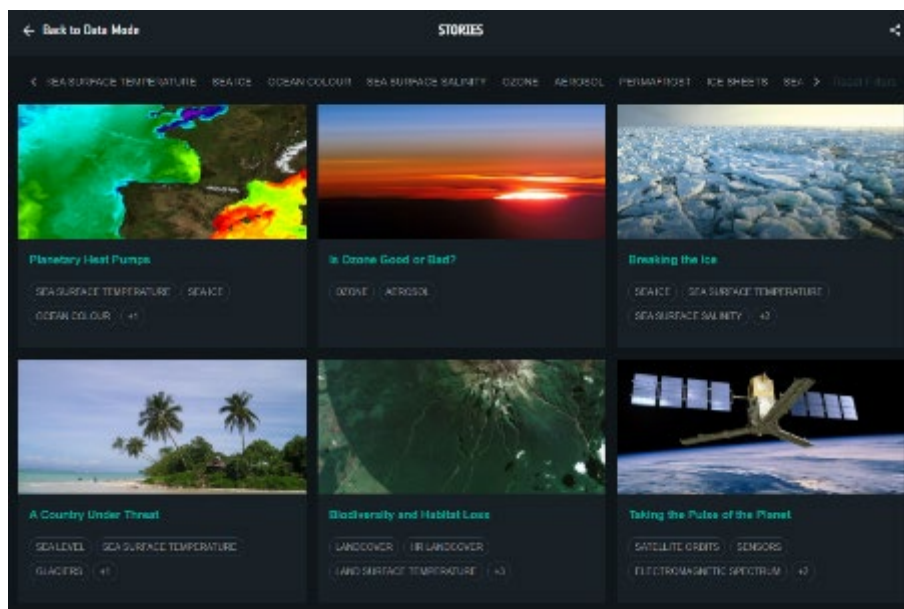 Back to Data Mode
STORIES
SEA SURFACE TEMPERATURE SEA ICE OCEAN COLOUR SEA SURFACE SALINITY OZONE AEROSOL PERMAFROST ICE SHEETS SEA Reset Filters
Planetary Heat Pumps
SEA SURFACE TEMPERATURE SEA ICE
OCEAN COLOUR +1
Is Ozone Good or Bad?
OZONE AEROSOL
Breaking the Ice
SEA ICE SEA SURFACE TEMPERATURE
SEA SURFACE SALINITY +2
A Country Under Threat
SEA LEVEL SEA SURFACE TEMPERATURE
GLACIERS +1
Biodiversity and Habitat Loss
LANDCOVER HR LANDCOVER
LAND SURFACE TEMPERATURE +3
Taking the Pulse of the Planet
SATELLITE ORBITS SENSORS
ELECTROMAGNETIC SPECTRUM +2